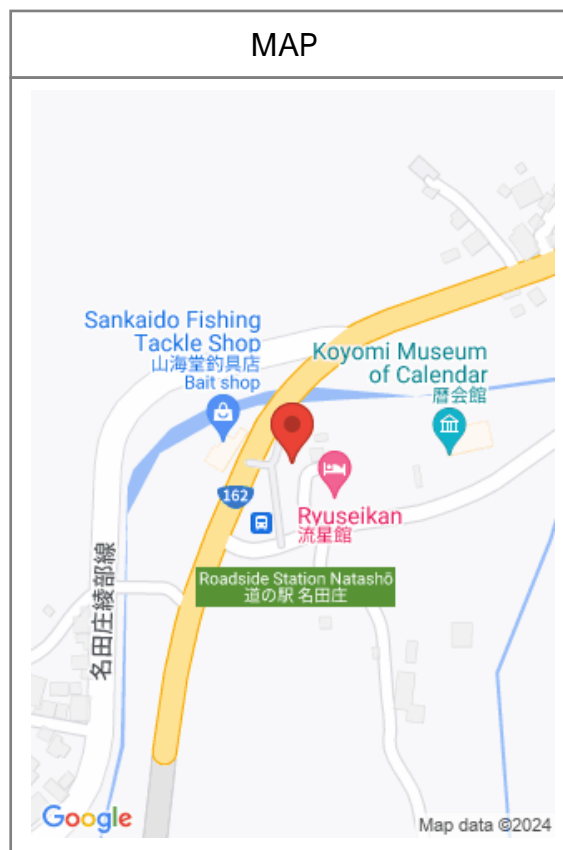 MAP
Sankaido Fishing
Tackle Shop
山海堂釣具店
Bait shop
Koyomi Museum
of Calendar
暦会館
162
Ryuseikan
流星館
Roadside Station Natashō
道の駅 名田庄
名田庄綾部線
Google
Map data ©2024